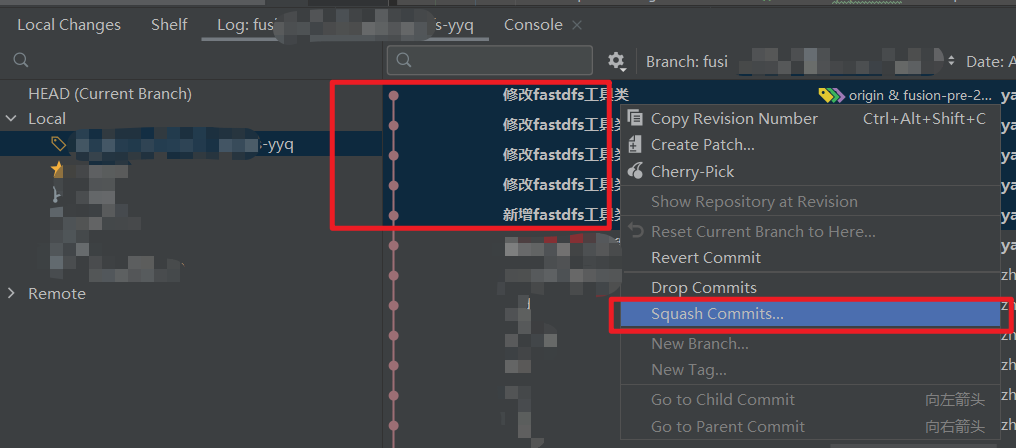 Local Changes Shelf Log: fusi s-yyq Console
Branch: fusi Date: A
HEAD (Current Branch)
Local
s-yyq
Remote
修改fastdfs工具类 origin & fusion-pre-2... ya
修改fastdfs工具类
修改fastdfs工具类
修改fastdfs工具类
新增fastdfs工具类
Copy Revision Number Ctrl+Alt+Shift+C
Create Patch...
Cherry-Pick
Show Repository at Revision
Reset Current Branch to Here...
Revert Commit
Drop Commits
Squash Commits...
New Branch...
New Tag...
Go to Child Commit 向左箭头
Go to Parent Commit 向右箭头
ya
ya
ya
ya
ya
zh
zh
zh
zh
zh
zh
zh